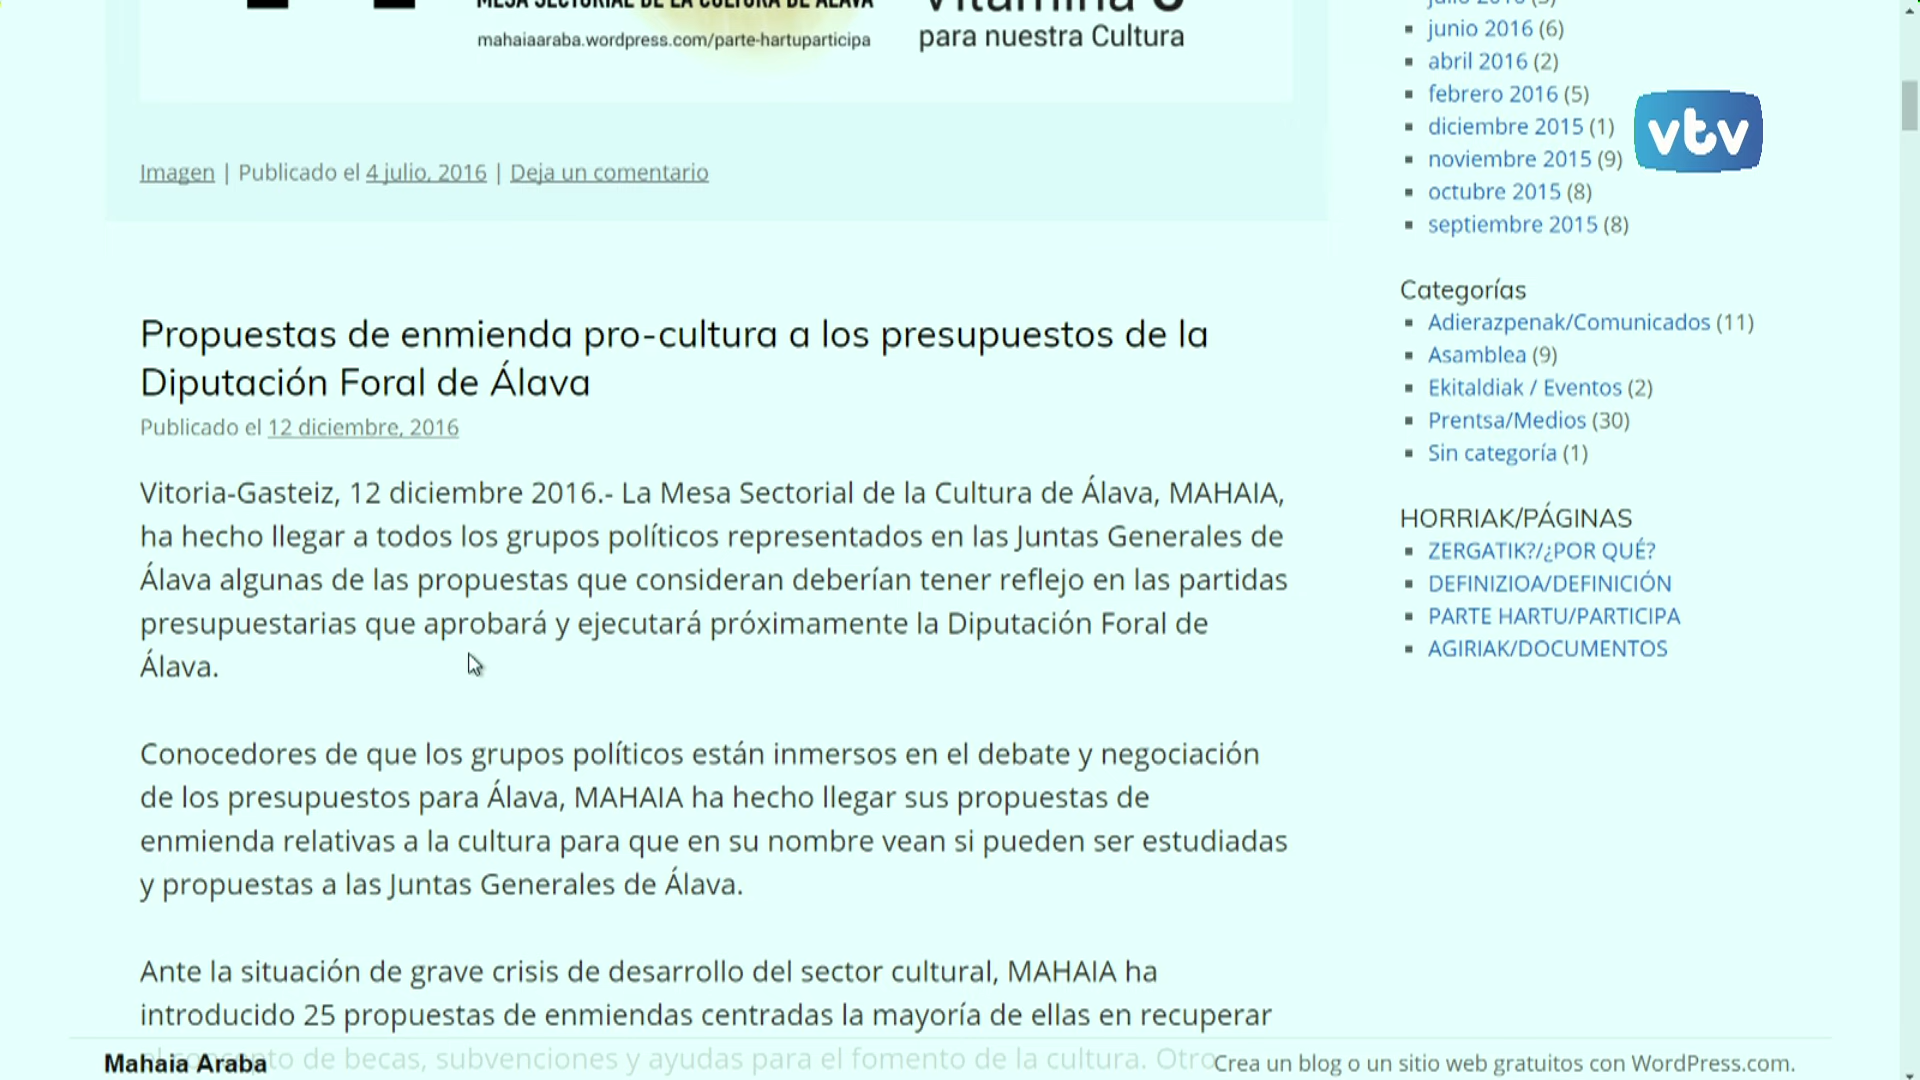 MESA SECTORIAL DE LA CULTURA DE ÁLAVA
mahaiaaraba.wordpress.com/parte-hartuparticipa
Vitamina C
para nuestra Cultura
Imagen | Publicado el 4 julio, 2016 | Deja un comentario
Propuestas de enmienda pro-cultura a los presupuestos de la
Diputación Foral de Álava
Publicado el 12 diciembre, 2016
Vitoria-Gasteiz, 12 diciembre 2016.- La Mesa Sectorial de la Cultura de Álava, MAHAIA,
ha hecho llegar a todos los grupos políticos representados en las Juntas Generales de
Álava algunas de las propuestas que consideran deberían tener reflejo en las partidas
presupuestarias que aprobará y ejecutará próximamente la Diputación Foral de
Álava.
Conocedores de que los grupos políticos están inmersos en el debate y negociación
de los presupuestos para Álava, MAHAIA ha hecho llegar sus propuestas de
enmienda relativas a la cultura para que en su nombre vean si pueden ser estudiadas
y propuestas a las Juntas Generales de Álava.
Ante la situación de grave crisis de desarrollo del sector cultural, MAHAIA ha
introducido 25 propuestas de enmiendas centradas la mayoría de ellas en recuperar
de becas, subvenciones y ayudas para el fomento de la cultura. Otro
julio 2016 (5)
junio 2016 (6)
abril 2016 (2)
febrero 2016 (5)
diciembre 2015 (1)
noviembre 2015 (9)
octubre 2015 (8)
septiembre 2015 (8)
vtv
Categorías
Adierazpenak/Comunicados (11)
Asamblea (9)
Ekitaldiak / Eventos (2)
Prentsa/Medios (30)
Sin categoría (1)
HORRIAK/PÁGINAS
ZERGATIK?/¿POR QUÉ?
DEFINIZIOA/DEFINICIÓN
PARTE HARTU/PARTICIPA
AGIRIAK/DOCUMENTOS
Mahaia Araba
Crea un blog o un sitio web gratuitos con WordPress.com.